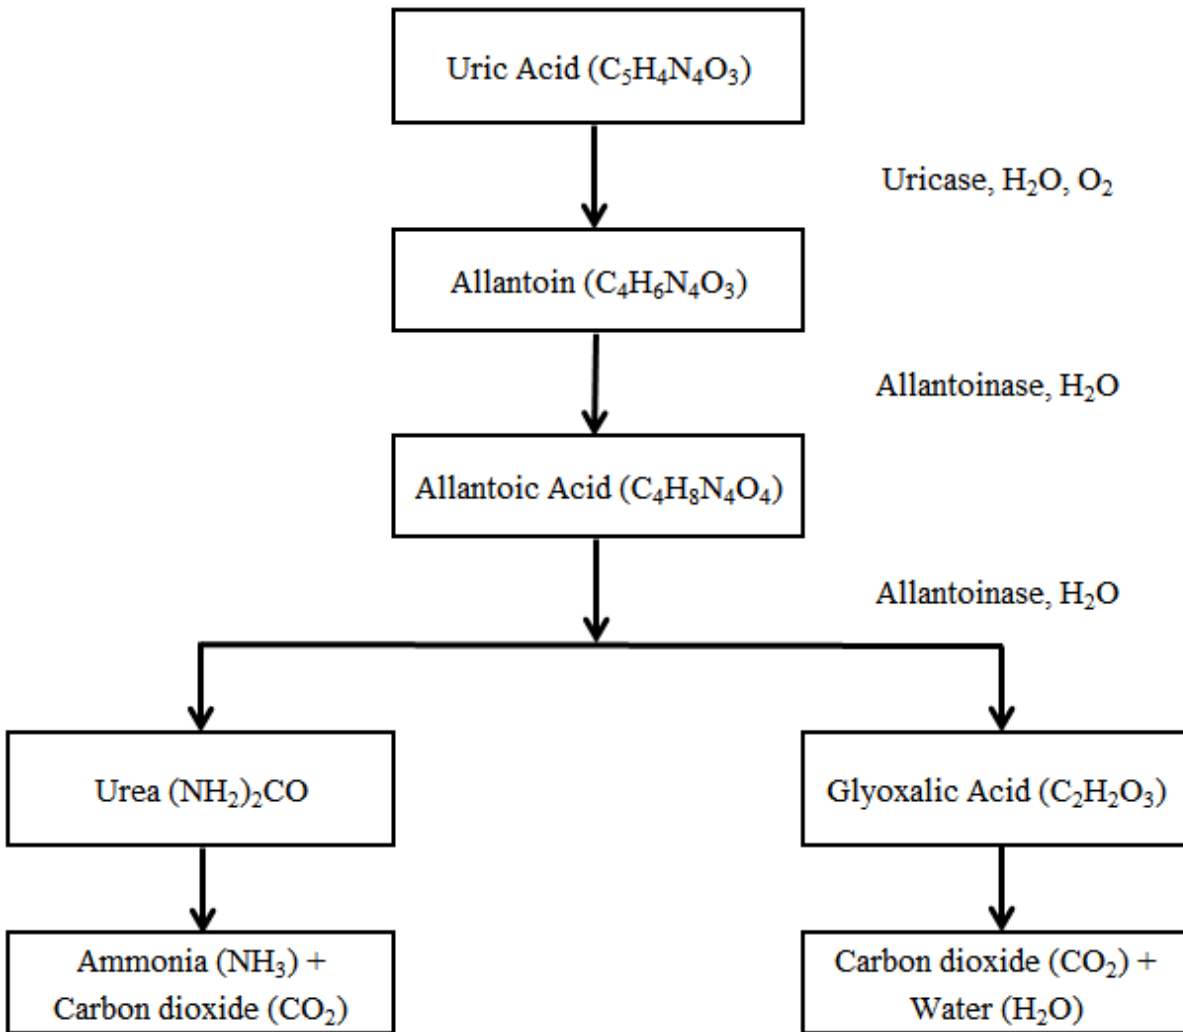 Uric Acid (C₅H₄N₄O₃)
Uricase, H₂O, O₂
Allantoin (C₄H₆N₄O₃)
Allantoinase, H₂O
Allantoic Acid (C₄H₈N₄O₄)
Allantoinase, H₂O
Urea (NH₂)₂CO
Glyoxalic Acid (C₂H₂O₃)
Ammonia (NH₃) +
Carbon dioxide (CO₂)
Carbon dioxide (CO₂) +
Water (H₂O)